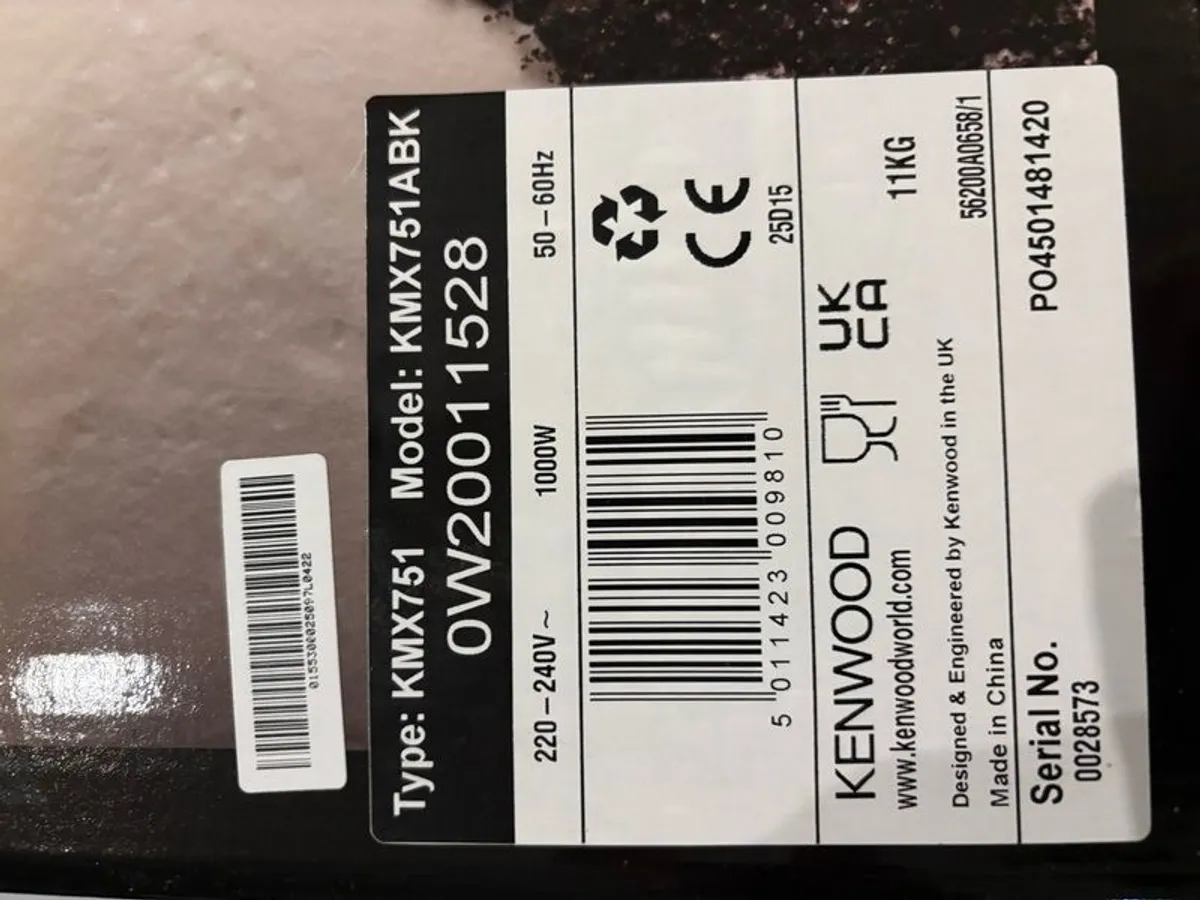 Type: KMX751 Model: KMX751ABK
0W20011528
220–240V~ 1000W 50–60Hz
5 011423 009810
25D15
KENWOOD
UK
CA
www.kenwoodworld.com 11KG
Designed & Engineered by Kenwood in the UK
Made in China 56200A0658/1
Serial No. PO4501481420
0028573